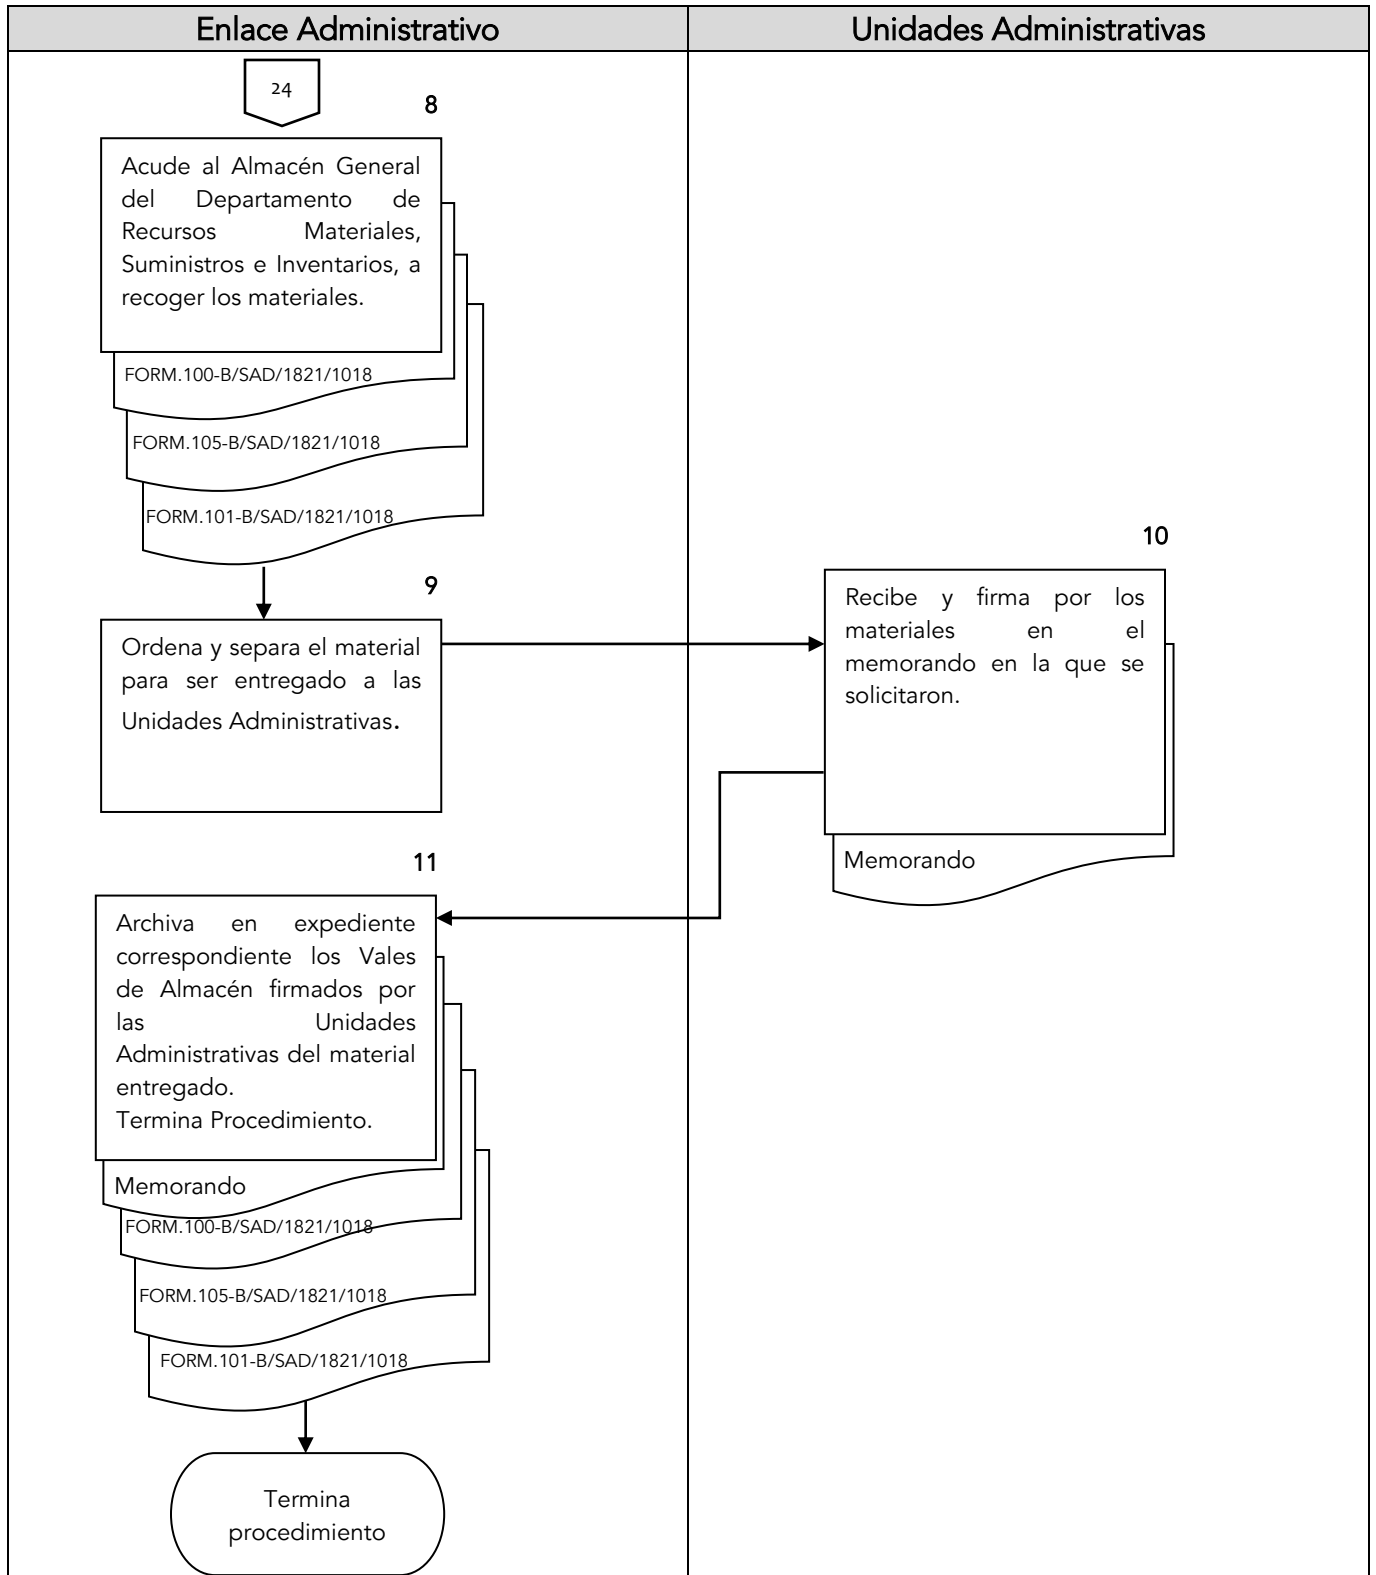 Enlace Administrativo
Unidades Administrativas
24
8
Acude al Almacén General
del Departamento de
Recursos Materiales,
Suministros e Inventarios, a
recoger los materiales.
FORM.100-B/SAD/1821/1018
FORM.105-B/SAD/1821/1018
FORM.101-B/SAD/1821/1018
9
Ordena y separa el material
para ser entregado a las
Unidades Administrativas.
10
Recibe y firma por los
materiales en el
memorando en la que se
solicitaron.
Memorando
11
Archiva en expediente
correspondiente los Vales
de Almacén firmados por
las Unidades
Administrativas del material
entregado.
Termina Procedimiento.
Memorando
FORM.100-B/SAD/1821/1018
FORM.105-B/SAD/1821/1018
FORM.101-B/SAD/1821/1018
Termina
procedimiento